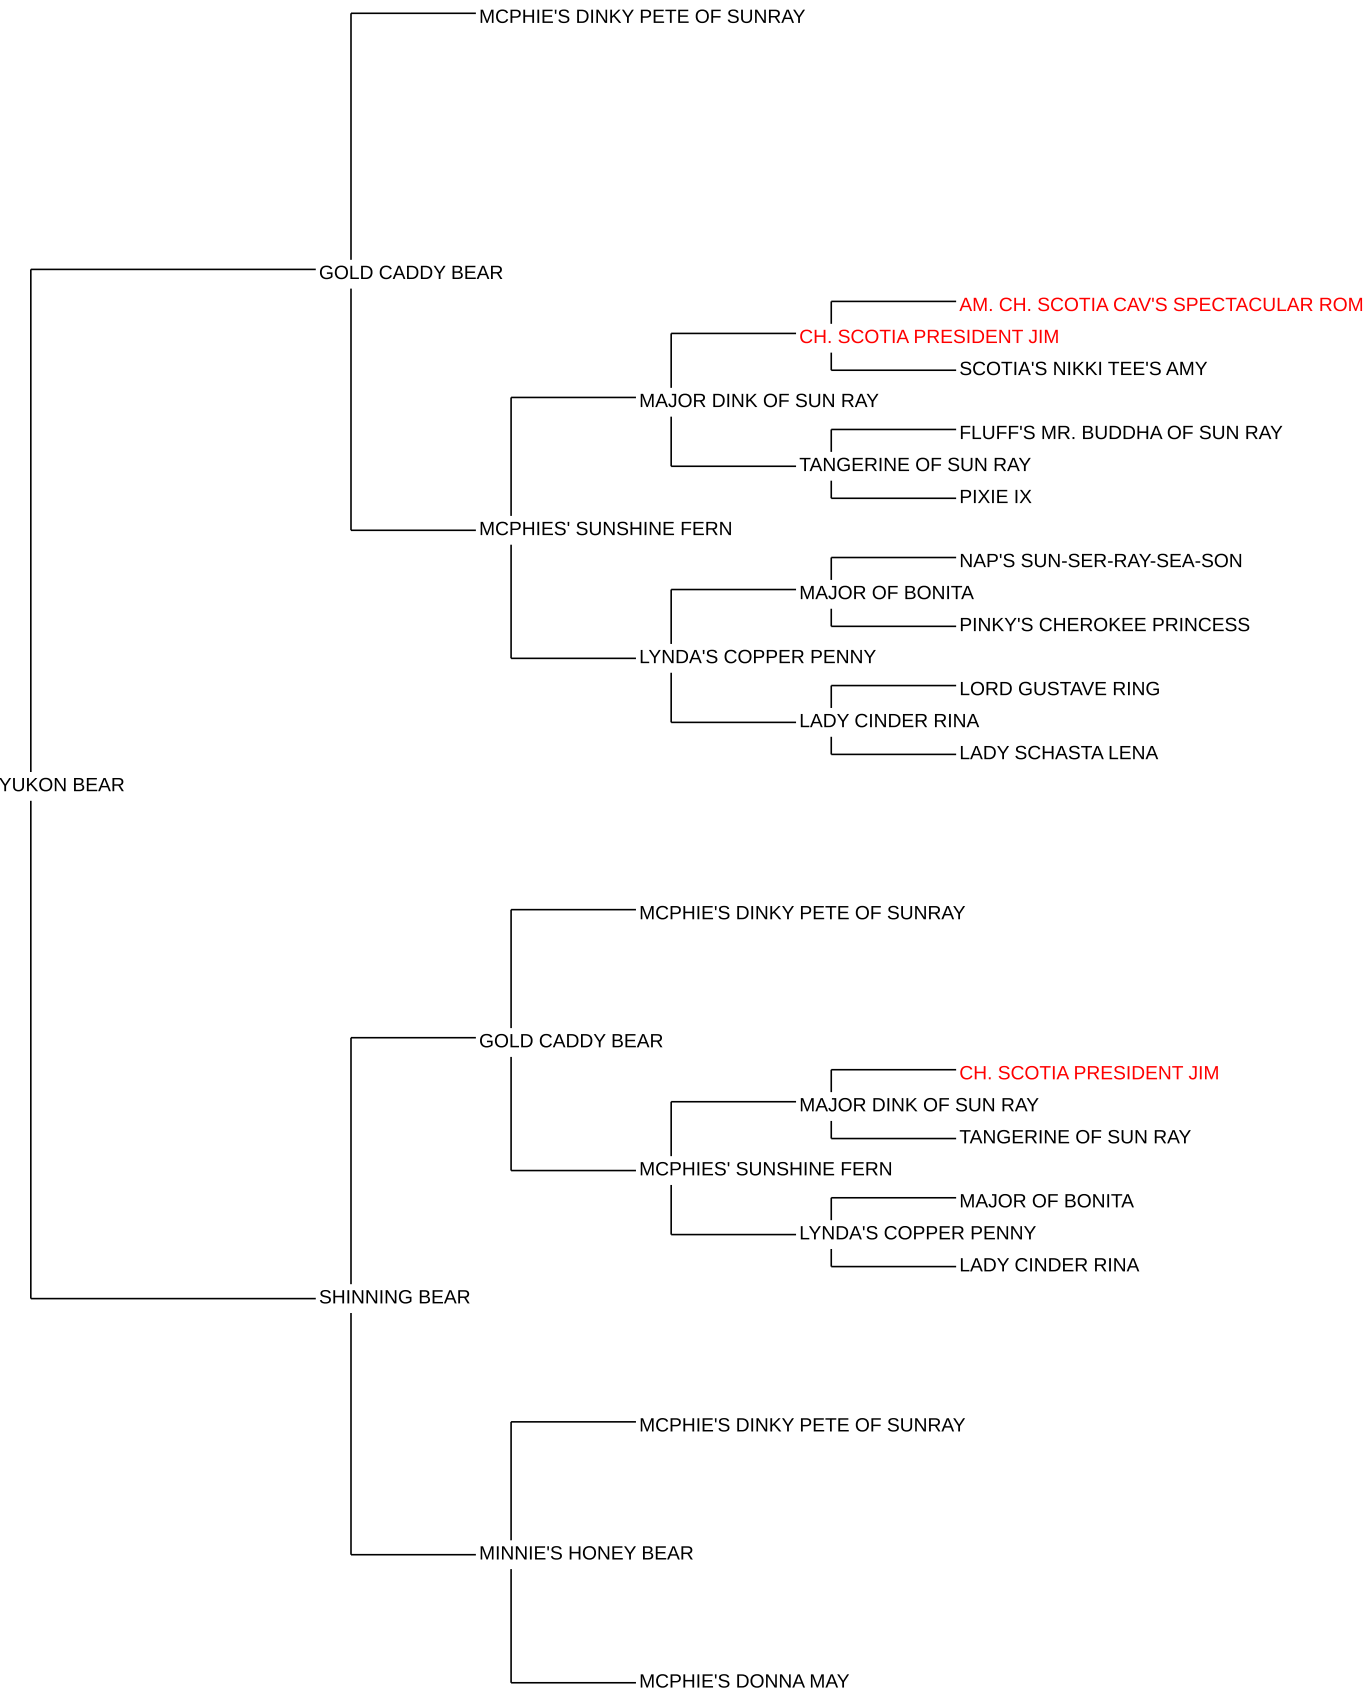 MCPHIE'S DINKY PETE OF SUNRAY
GOLD CADDY BEAR
AM. CH. SCOTIA CAV'S SPECTACULAR ROM
CH. SCOTIA PRESIDENT JIM
SCOTIA'S NIKKI TEE'S AMY
MAJOR DINK OF SUN RAY
FLUFF'S MR. BUDDHA OF SUN RAY
TANGERINE OF SUN RAY
PIXIE IX
MCPHIES' SUNSHINE FERN
NAP'S SUN-SER-RAY-SEA-SON
MAJOR OF BONITA
PINKY'S CHEROKEE PRINCESS
LYNDA'S COPPER PENNY
LORD GUSTAVE RING
LADY CINDER RINA
LADY SCHASTA LENA
YUKON BEAR
MCPHIE'S DINKY PETE OF SUNRAY
GOLD CADDY BEAR
CH. SCOTIA PRESIDENT JIM
MAJOR DINK OF SUN RAY
TANGERINE OF SUN RAY
MCPHIES' SUNSHINE FERN
MAJOR OF BONITA
LYNDA'S COPPER PENNY
LADY CINDER RINA
SHINNING BEAR
MCPHIE'S DINKY PETE OF SUNRAY
MINNIE'S HONEY BEAR
MCPHIE'S DONNA MAY